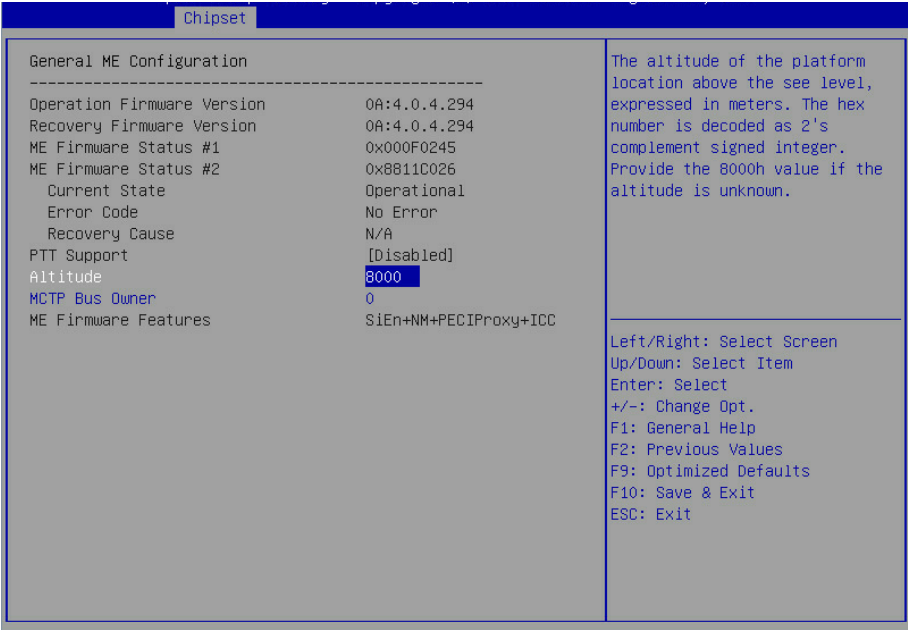 Chipset
General ME Configuration
--------------------------------------------------
Operation Firmware Version 0A:4.0.4.294
Recovery Firmware Version 0A:4.0.4.294
ME Firmware Status #1 0x000F0245
ME Firmware Status #2 0x8811C026
Current State Operational
Error Code No Error
Recovery Cause N/A
PTT Support [Disabled]
Altitude 8000
MCTP Bus Owner 0
ME Firmware Features SiEn+NM+PECIProxy+ICC
The altitude of the platform
location above the see level,
expressed in meters. The hex
number is decoded as 2's
complement signed integer.
Provide the 8000h value if the
altitude is unknown.
Left/Right: Select Screen
Up/Down: Select Item
Enter: Select
+/-: Change Opt.
F1: General Help
F2: Previous Values
F9: Optimized Defaults
F10: Save & Exit
ESC: Exit